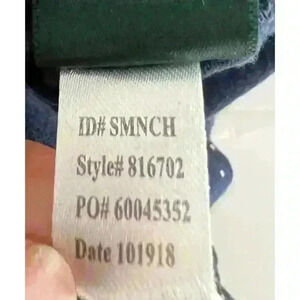 ID# SMNCH
Style# 816702
PO# 60045352
Date 101918